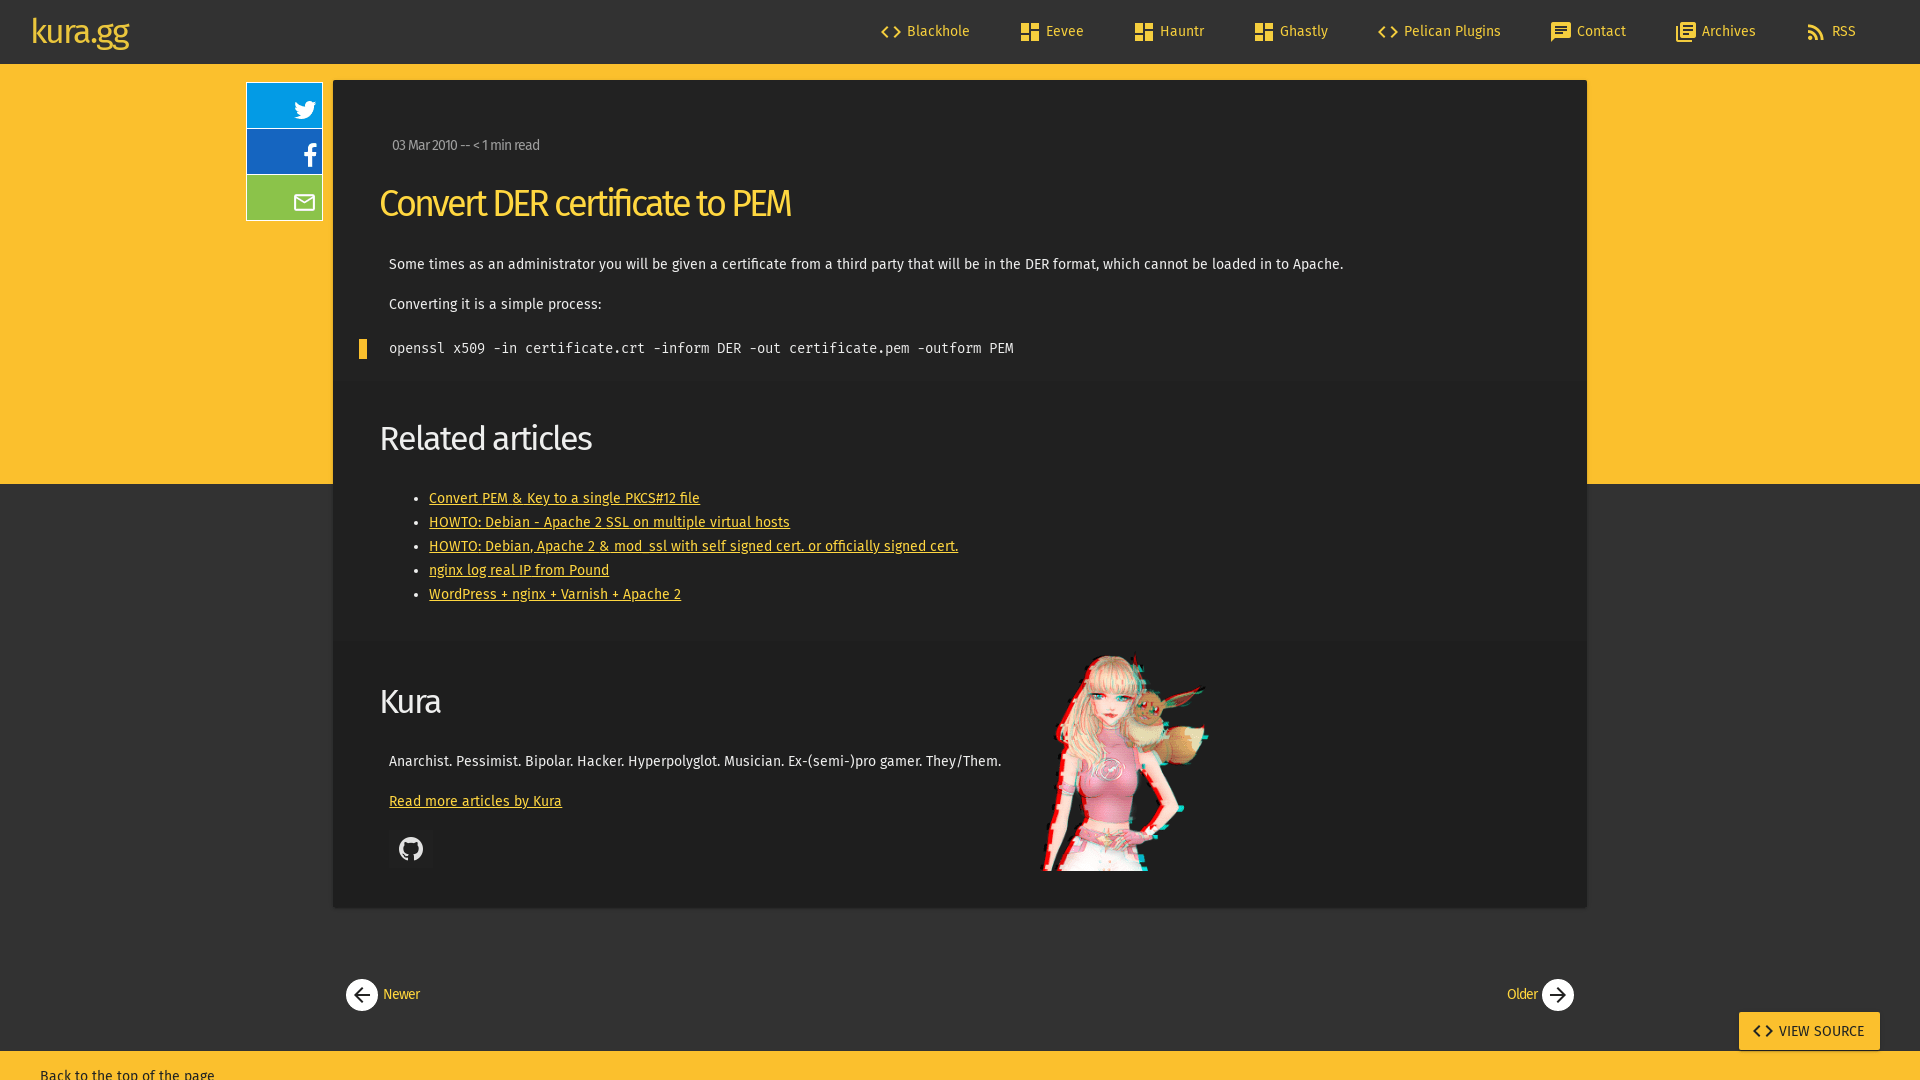 kura.gg
Blackhole
Eevee
Hauntr
Ghastly
Pelican Plugins
Contact
Archives
RSS
03 Mar 2010 -- < 1 min read
Convert DER certificate to PEM
Some times as an administrator you will be given a certificate from a third party that will be in the DER format, which cannot be loaded in to Apache.
Converting it is a simple process:
openssl x509 -in certificate.crt -inform DER -out certificate.pem -outform PEM
Related articles
Convert PEM & Key to a single PKCS#12 file
HOWTO: Debian - Apache 2 SSL on multiple virtual hosts
HOWTO: Debian, Apache 2 & mod_ssl with self signed cert. or officially signed cert.
nginx log real IP from Pound
WordPress + nginx + Varnish + Apache 2
Kura
Anarchist. Pessimist. Bipolar. Hacker. Hyperpolyglot. Musician. Ex-(semi-)pro gamer. They/Them.
Read more articles by Kura
Newer
Older
VIEW SOURCE
Back to the top of the page